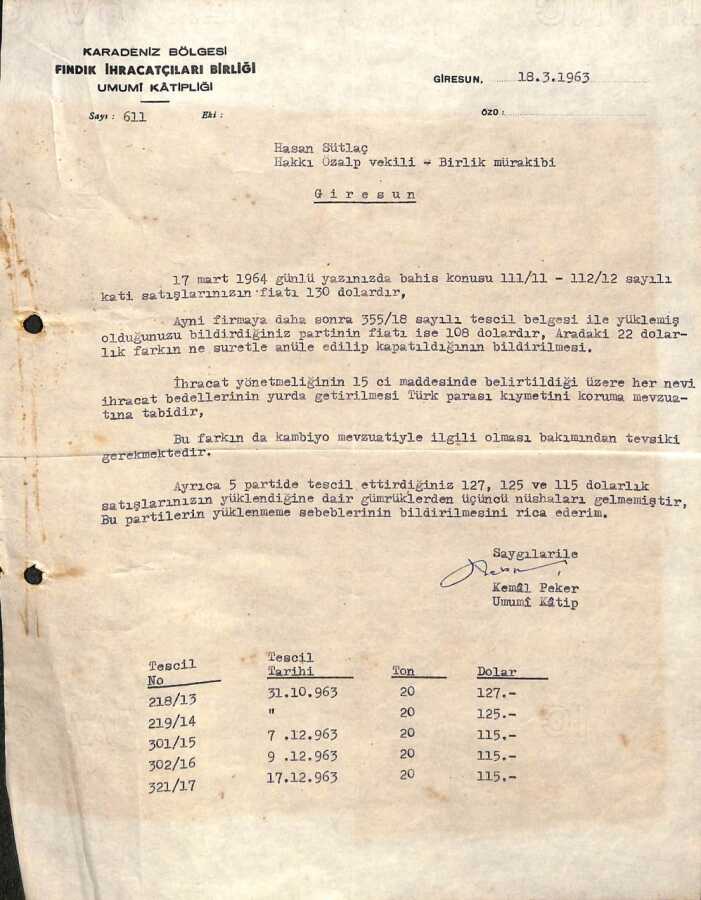 KARADENİZ BÖLGESİ
FINDIK İHRACATÇILARI BİRLİĞİ
UMUMÎ KÂTİPLİĞİ
GİRESUN, 18.3.1963
Sayı : 611 Eki :
ÖZÜ :
Hasan Sütlaç
Hakkı Özalp vekili - Birlik mürakibi
G i r e s u n
17 mart 1964 günlü yazınızda bahis konusu 111/11 - 112/12 sayılı
kati satışlarınızın fiatı 130 dolardır,
Ayni firmaya daha sonra 355/18 sayılı tescil belgesi ile yüklemiş
olduğunuzu bildirdiğiniz partinin fiatı ise 108 dolardır, Aradaki 22 dolar-
lık farkın ne suretle anüle edilip kapatıldığının bildirilmesi.
İhracat yönetmeliğinin 15 ci maddesinde belirtildiği üzere her nevi
ihracat bedellerinin yurda getirilmesi Türk parası kıymetini koruma mevzua-
tına tabidir,
Bu farkın da kambiyo mevzuatiyle ilgili olması bakımından tevsiki
gerekmektedir.
Ayrıca 5 partide tescil ettirdiğiniz 127, 125 ve 115 dolarlık
satışlarınızın yüklendiğine dair gümrüklerden üçüncü nüshaları gelmemiştir,
Bu partilerin yüklenmeme sebeblerinin bildirilmesini rica ederim.
Saygılarile
Kemâl Peker
Umumî Kâtip
Tescil No Tescil Tarihi Ton Dolar
218/13 31.10.963 20 127.-
219/14 " 20 125.-
301/15 7 .12.963 20 115.-
302/16 9 .12.963 20 115.-
321/17 17.12.963 20 115.-